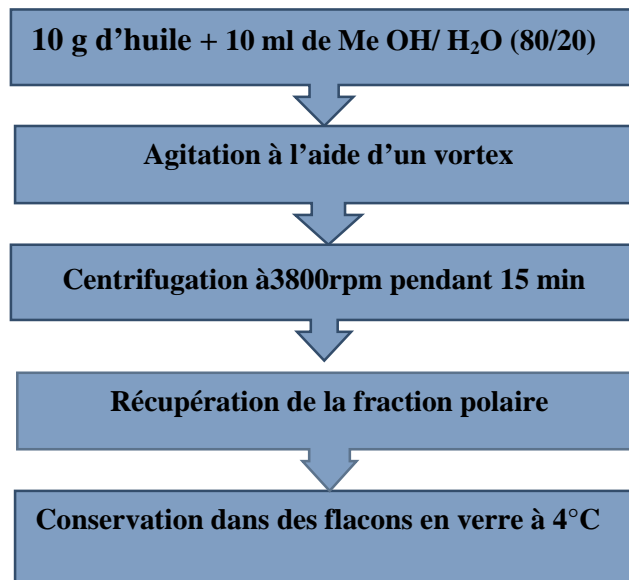 10 g d’huile + 10 ml de Me OH/ H₂O (80/20)
Agitation à l’aide d’un vortex
Centrifugation à3800rpm pendant 15 min
Récupération de la fraction polaire
Conservation dans des flacons en verre à 4°C